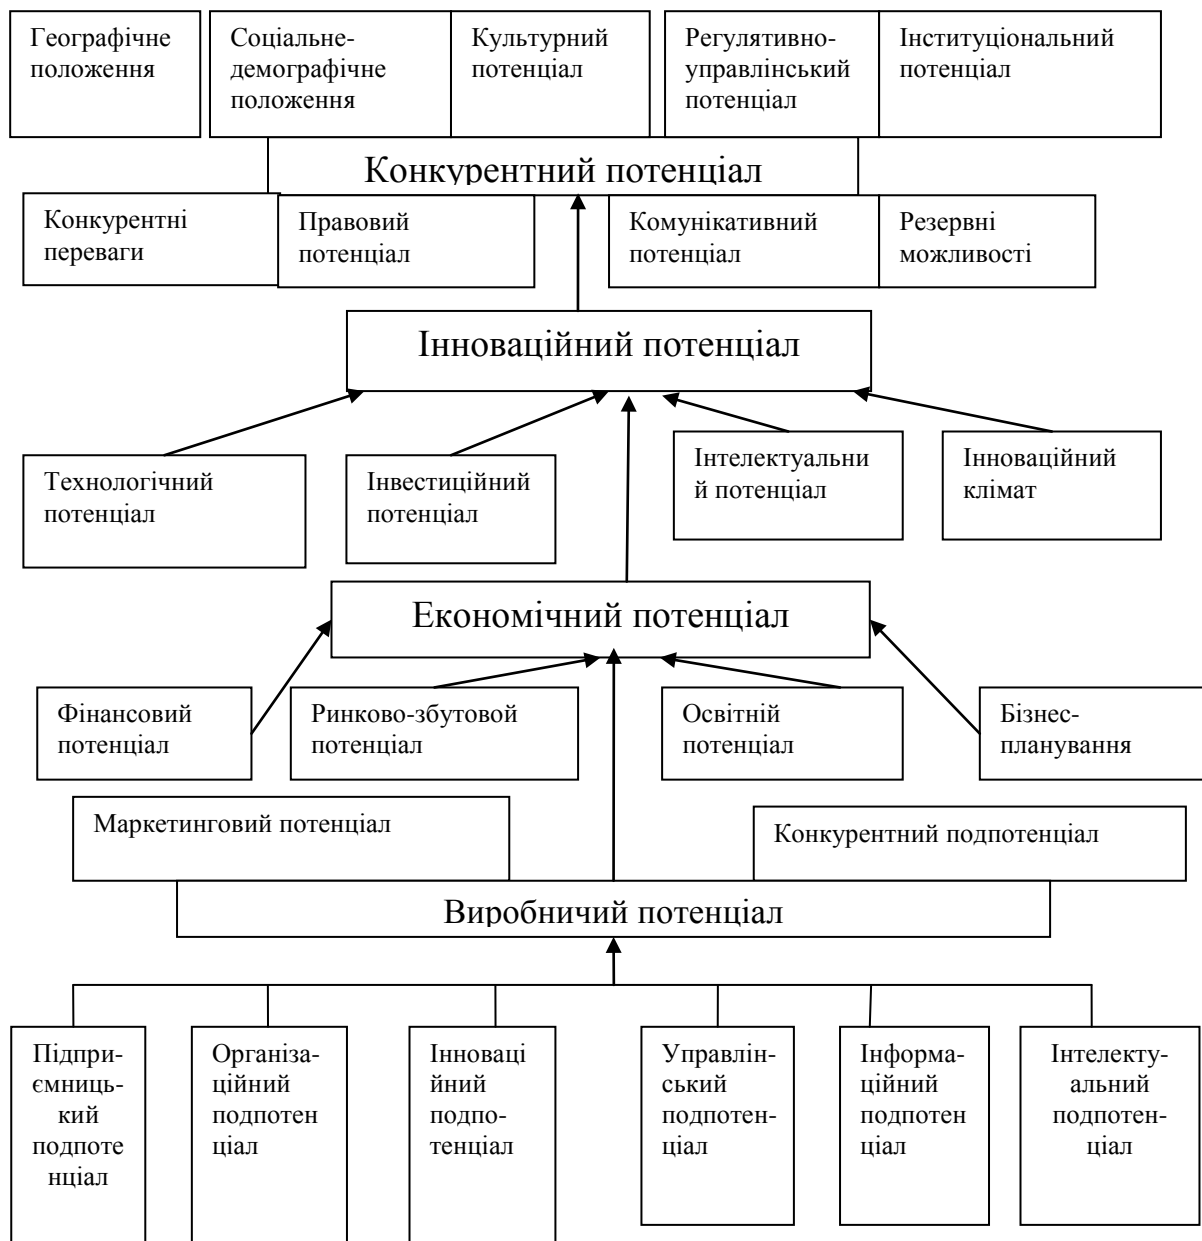 Географічне
положення
Соціальне-
демографічне
положення
Культурний
потенціал
Регулятивно-
управлінський
потенціал
Інституціональний
потенціал
Конкурентний потенціал
Конкурентні
переваги
Правовий
потенціал
Комунікативний
потенціал
Резервні
можливості
Інноваційний потенціал
Технологічний
потенціал
Інвестиційний
потенціал
Інтелектуальни
й потенціал
Інноваційний
клімат
Економічний потенціал
Фінансовий
потенціал
Ринково-збутовой
потенціал
Освітній
потенціал
Бізнес-
планування
Маркетинговий потенціал
Конкурентний подпотенціал
Виробничий потенціал
Підпри-
ємниць-
кий
подпоте
нціал
Організа-
ційний
подпотен
ціал
Інноваці
йний
подпо-
тенціал
Управлін-
ський
подпотен-
ціал
Інформа-
ційний
подпотен
ціал
Інтелекту-
альний
подпотен-
ціал